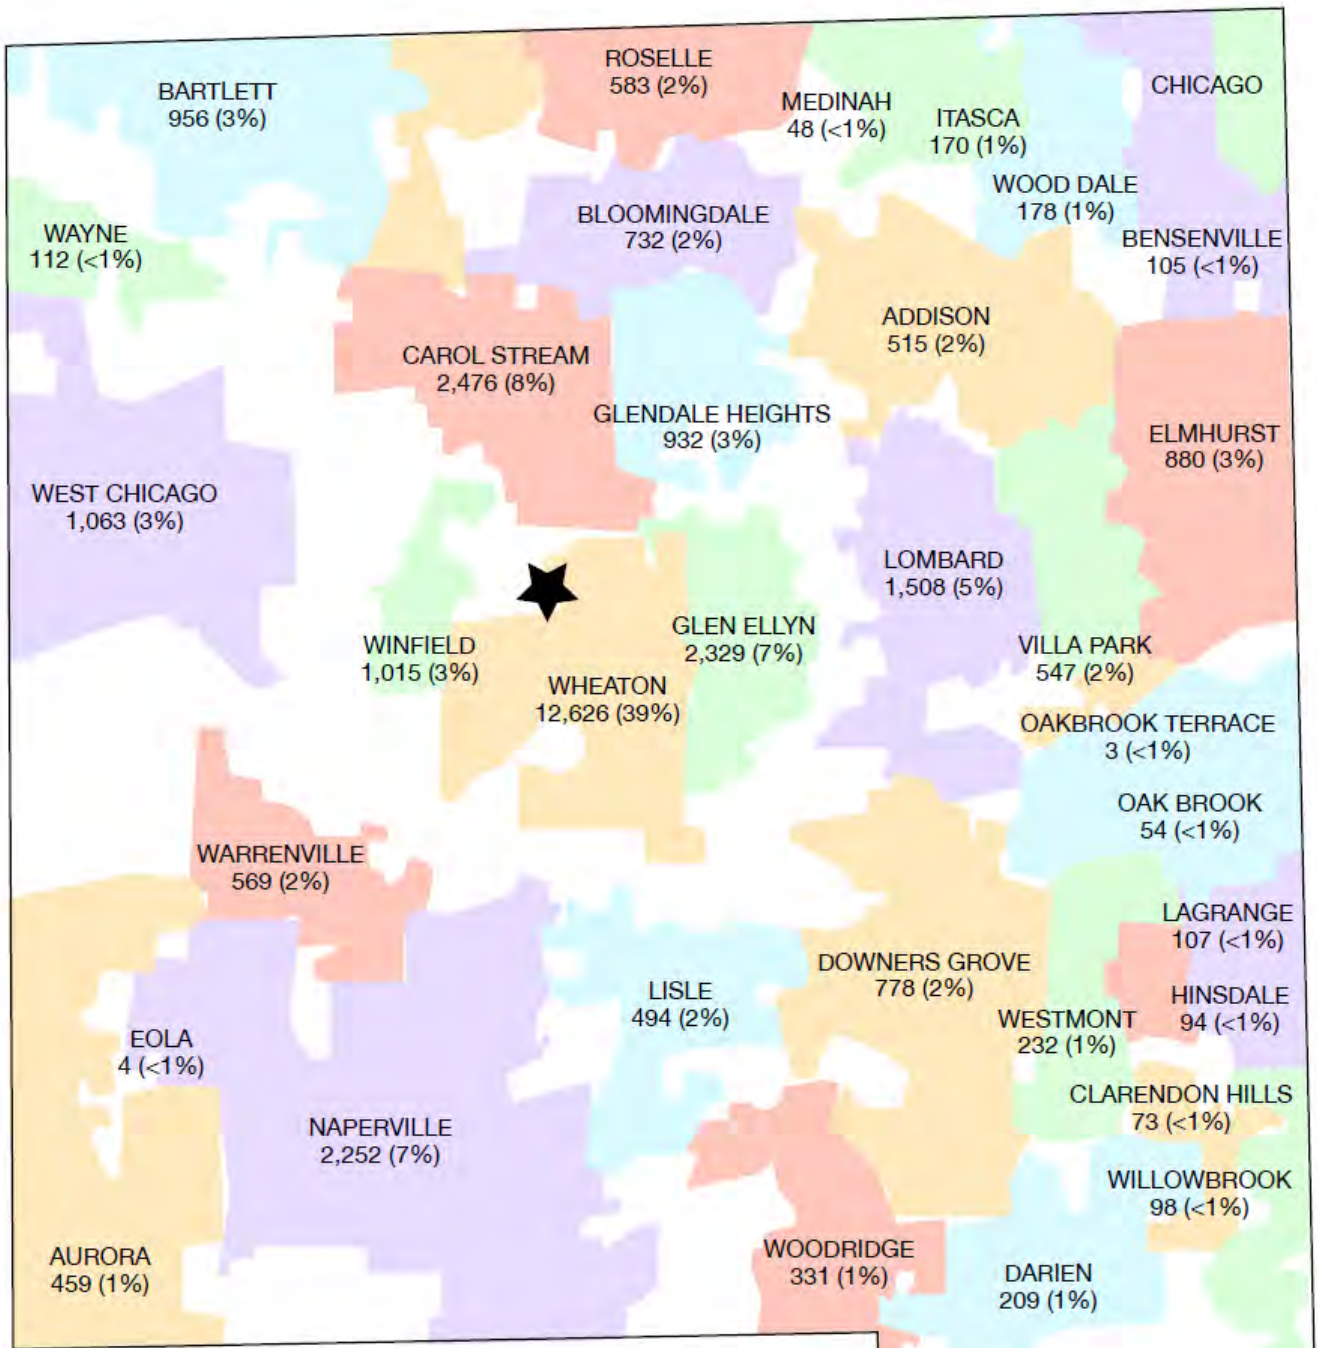 ROSELLE
583 (2%)
BARTLETT
956 (3%)
CHICAGO
MEDINAH
48 (<1%)
ITASCA
170 (1%)
WOOD DALE
178 (1%)
BLOOMINGDALE
732 (2%)
WAYNE
112 (<1%)
BENSENVILLE
105 (<1%)
ADDISON
515 (2%)
CAROL STREAM
2,476 (8%)
GLENDALE HEIGHTS
932 (3%)
ELMHURST
880 (3%)
WEST CHICAGO
1,063 (3%)
LOMBARD
1,508 (5%)
GLEN ELLYN
2,329 (7%)
WINFIELD
1,015 (3%)
VILLA PARK
547 (2%)
WHEATON
12,626 (39%)
OAKBROOK TERRACE
3 (<1%)
OAK BROOK
54 (<1%)
WARRENVILLE
569 (2%)
LAGRANGE
107 (<1%)
DOWNERS GROVE
778 (2%)
LISLE
494 (2%)
HINSDALE
94 (<1%)
WESTMONT
232 (1%)
EOLA
4 (<1%)
CLARENDON HILLS
73 (<1%)
NAPERVILLE
2,252 (7%)
WILLOWBROOK
98 (<1%)
WOODRIDGE
331 (1%)
AURORA
459 (1%)
DARIEN
209 (1%)